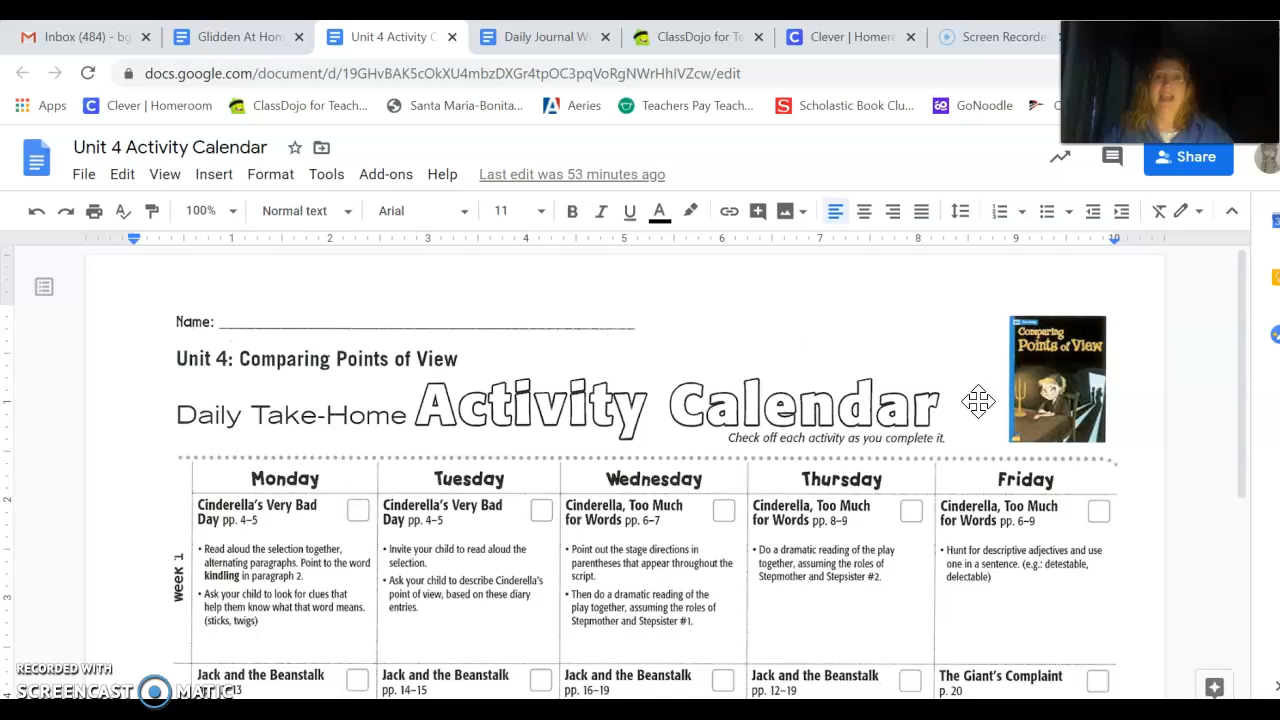 Inbox (484) - bg
Glidden At Hom
Unit 4 Activity C
Daily Journal W
ClassDojo for Te
Clever | Homero
Screen Recorde
docs.google.com/document/d/19GHvBAK5cOkXU4mbzDXGr4tpOC3pqVoRgNWrHhIVZcw/edit
Apps
Clever | Homeroom
ClassDojo for Teach...
Santa Maria-Bonita...
Aeries
Teachers Pay Teach...
Scholastic Book Clu...
GoNoodle
Unit 4 Activity Calendar
Share
File Edit View Insert Format Tools Add-ons Help Last edit was 53 minutes ago
100% Normal text Arial 11 B I U A
1 2 3 4 5 6 7 8 9 10
Name:
Unit 4: Comparing Points of View
Comparing
Points of View
Daily Take-Home Activity Calendar
Check off each activity as you complete it.
Monday Tuesday Wednesday Thursday Friday
week 1
Cinderella's Very Bad
Day pp. 4–5
• Read aloud the selection together,
alternating paragraphs. Point to the word
kindling in paragraph 2.
• Ask your child to look for clues that
help them know what that word means.
(sticks, twigs)
Cinderella's Very Bad
Day pp. 4–5
• Invite your child to read aloud the
selection.
• Ask your child to describe Cinderella's
point of view, based on these diary
entries.
Cinderella, Too Much
for Words pp. 6–7
• Point out the stage directions in
parentheses that appear throughout the
script.
• Then do a dramatic reading of the
play together, assuming the roles of
Stepmother and Stepsister #1.
Cinderella, Too Much
for Words pp. 8–9
• Do a dramatic reading of the play
together, assuming the roles of
Stepmother and Stepsister #2.
Cinderella, Too Much
for Words pp. 6–9
• Hunt for descriptive adjectives and use
one in a sentence. (e.g.: detestable,
delectable)
Jack and the Beanstalk
13
Jack and the Beanstalk
pp. 14–15
Jack and the Beanstalk
pp. 16–19
Jack and the Beanstalk
pp. 12–19
The Giant's Complaint
p. 20
RECORDED WITH
SCREENCAST MATIC